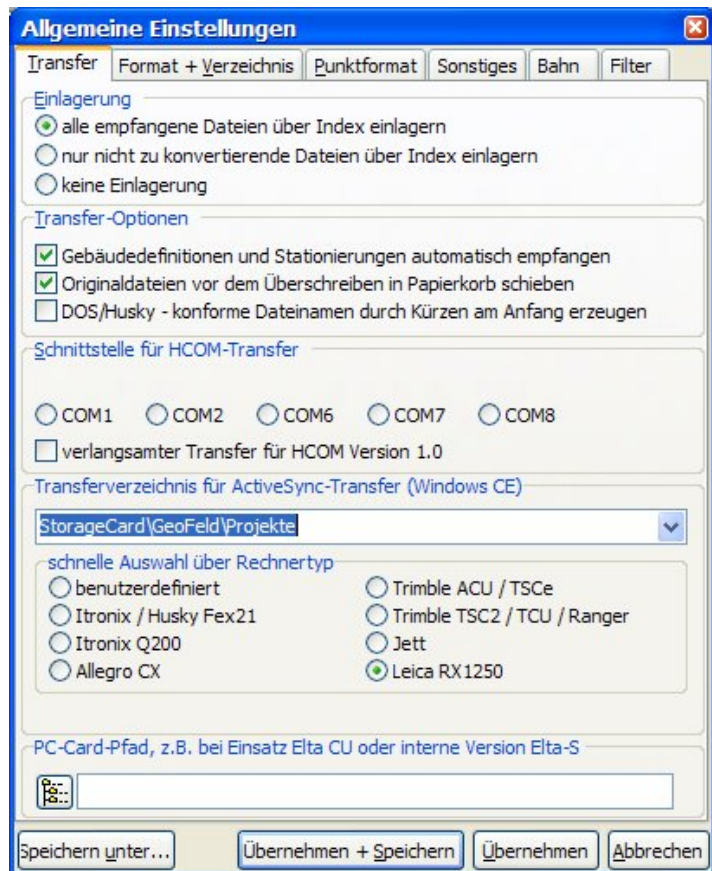 Allgemeine Einstellungen
Transfer Format + Verzeichnis Punktformat Sonstiges Bahn Filter
Einlagerung
alle empfangene Dateien über Index einlagern
nur nicht zu konvertierende Dateien über Index einlagern
keine Einlagerung
Transfer-Optionen
Gebäudedefinitionen und Stationierungen automatisch empfangen
Originaldateien vor dem Überschreiben in Papierkorb schieben
DOS/Husky - konforme Dateinamen durch Kürzen am Anfang erzeugen
Schnittstelle für HCOM-Transfer
COM1 COM2 COM6 COM7 COM8
verlangsamter Transfer für HCOM Version 1.0
Transferverzeichnis für ActiveSync-Transfer (Windows CE)
StorageCard\GeoFeld\Projekte
schnelle Auswahl über Rechnertyp
benutzerdefiniert Trimble ACU / TSCe
Itronix / Husky Fex21 Trimble TSC2 / TCU / Ranger
Itronix Q200 Jett
Allegro CX Leica RX1250
PC-Card-Pfad, z.B. bei Einsatz Elta CU oder interne Version Elta-S
Speichern unter... Übernehmen + Speichern Übernehmen Abbrechen